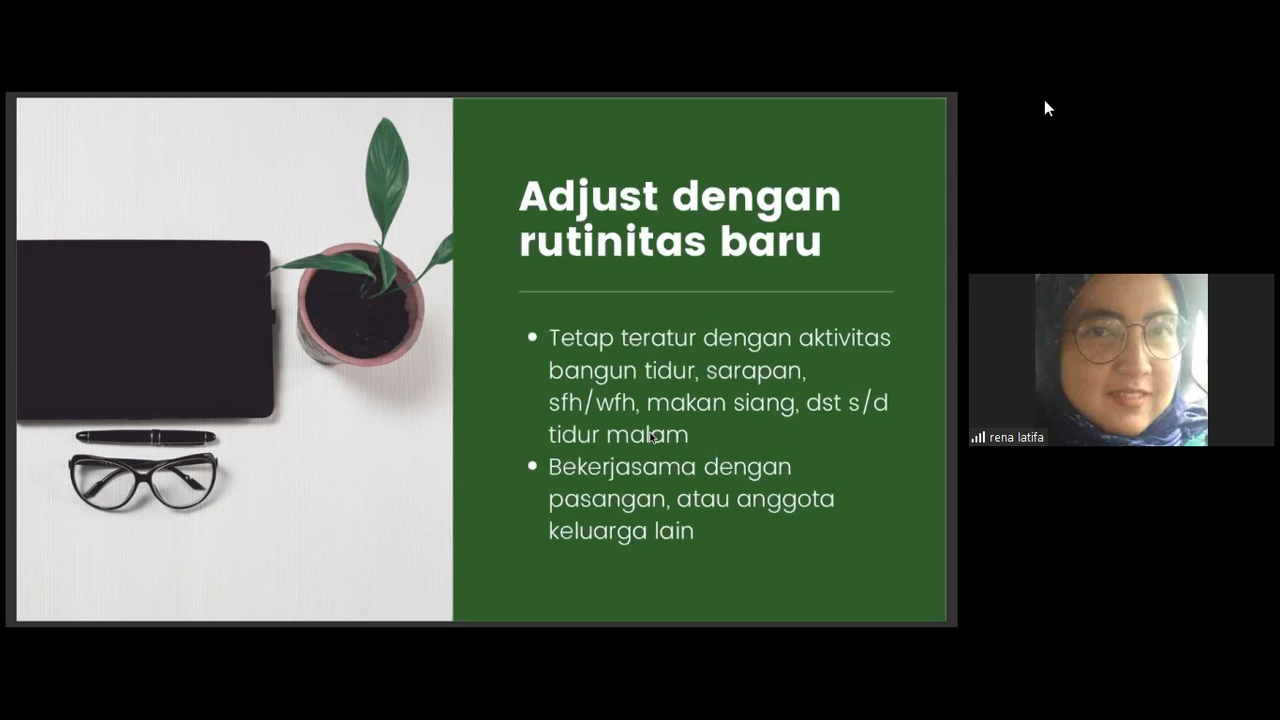 Adjust dengan
rutinitas baru
Tetap teratur dengan aktivitas
bangun tidur, sarapan,
sfh/wfh, makan siang, dst s/d
tidur malam
Bekerjasama dengan
pasangan, atau anggota
keluarga lain
rena latifa